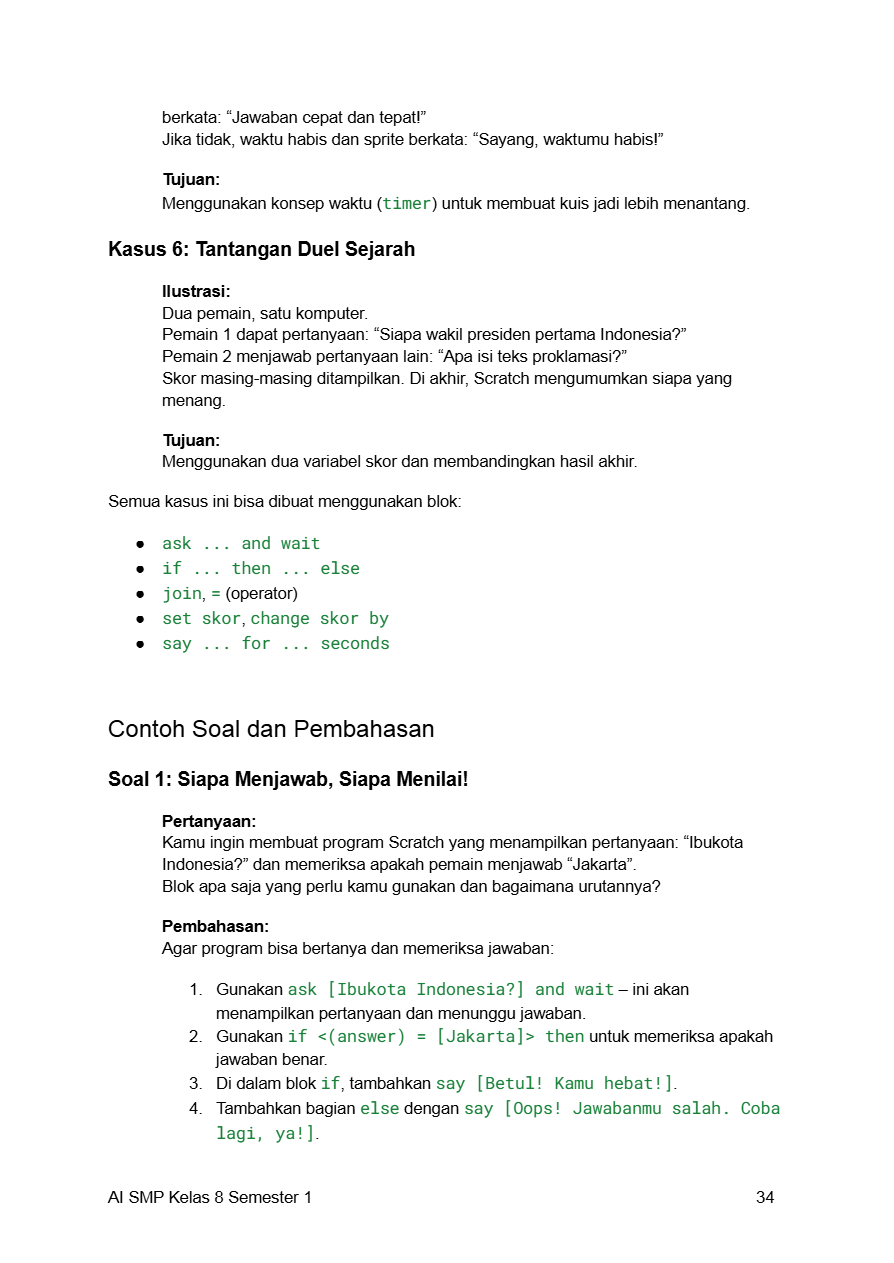 berkata: “Jawaban cepat dan tepat!”
Jika tidak, waktu habis dan sprite berkata: “Sayang, waktumu habis!”
Tujuan:
Menggunakan konsep waktu (timer) untuk membuat kuis jadi lebih menantang.
Kasus 6: Tantangan Duel Sejarah
Ilustrasi:
Dua pemain, satu komputer.
Pemain 1 dapat pertanyaan: “Siapa wakil presiden pertama Indonesia?”
Pemain 2 menjawab pertanyaan lain: “Apa isi teks proklamasi?”
Skor masing-masing ditampilkan. Di akhir, Scratch mengumumkan siapa yang
menang.
Tujuan:
Menggunakan dua variabel skor dan membandingkan hasil akhir.
Semua kasus ini bisa dibuat menggunakan blok:
● ask ... and wait
● if ... then ... else
● join, = (operator)
● set skor, change skor by
● say ... for ... seconds
Contoh Soal dan Pembahasan
Soal 1: Siapa Menjawab, Siapa Menilai!
Pertanyaan:
Kamu ingin membuat program Scratch yang menampilkan pertanyaan: “Ibukota
Indonesia?” dan memeriksa apakah pemain menjawab “Jakarta”.
Blok apa saja yang perlu kamu gunakan dan bagaimana urutannya?
Pembahasan:
Agar program bisa bertanya dan memeriksa jawaban:
1. Gunakan ask [Ibukota Indonesia?] and wait – ini akan
menampilkan pertanyaan dan menunggu jawaban.
2. Gunakan if <(answer) = [Jakarta]> then untuk memeriksa apakah
jawaban benar.
3. Di dalam blok if, tambahkan say [Betul! Kamu hebat!].
4. Tambahkan bagian else dengan say [Oops! Jawabanmu salah. Coba
lagi, ya!].
AI SMP Kelas 8 Semester 1 34